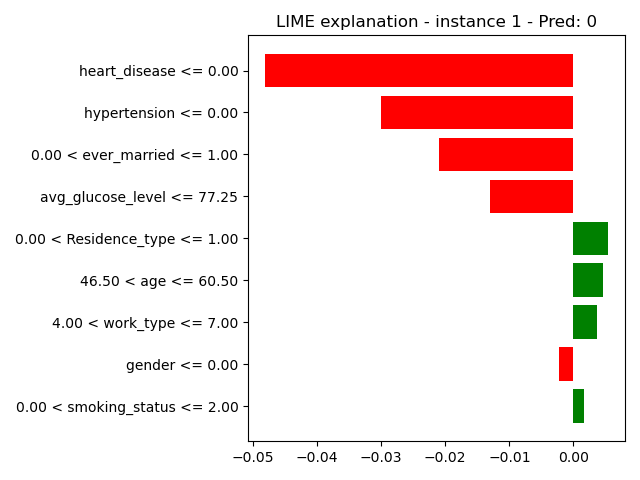 LIME explanation - instance 1 - Pred: 0
heart_disease <= 0.00
hypertension <= 0.00
0.00 < ever_married <= 1.00
avg_glucose_level <= 77.25
0.00 < Residence_type <= 1.00
46.50 < age <= 60.50
4.00 < work_type <= 7.00
gender <= 0.00
0.00 < smoking_status <= 2.00
−0.05 −0.04 −0.03 −0.02 −0.01 0.00